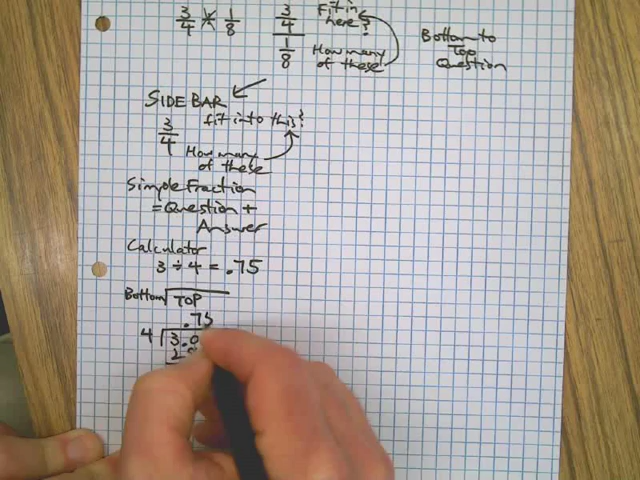 3/4 ÷ 1/8
3/4
1/8
Fit in
here?
How many
of these
Bottom to
Top
Question
SIDEBAR
3/4
fit into this?
How many
of these
Simple Fraction
= Question +
Answer
Calculator
3 ÷ 4 = .75
Bottom TOP
.75
4 3.0
2